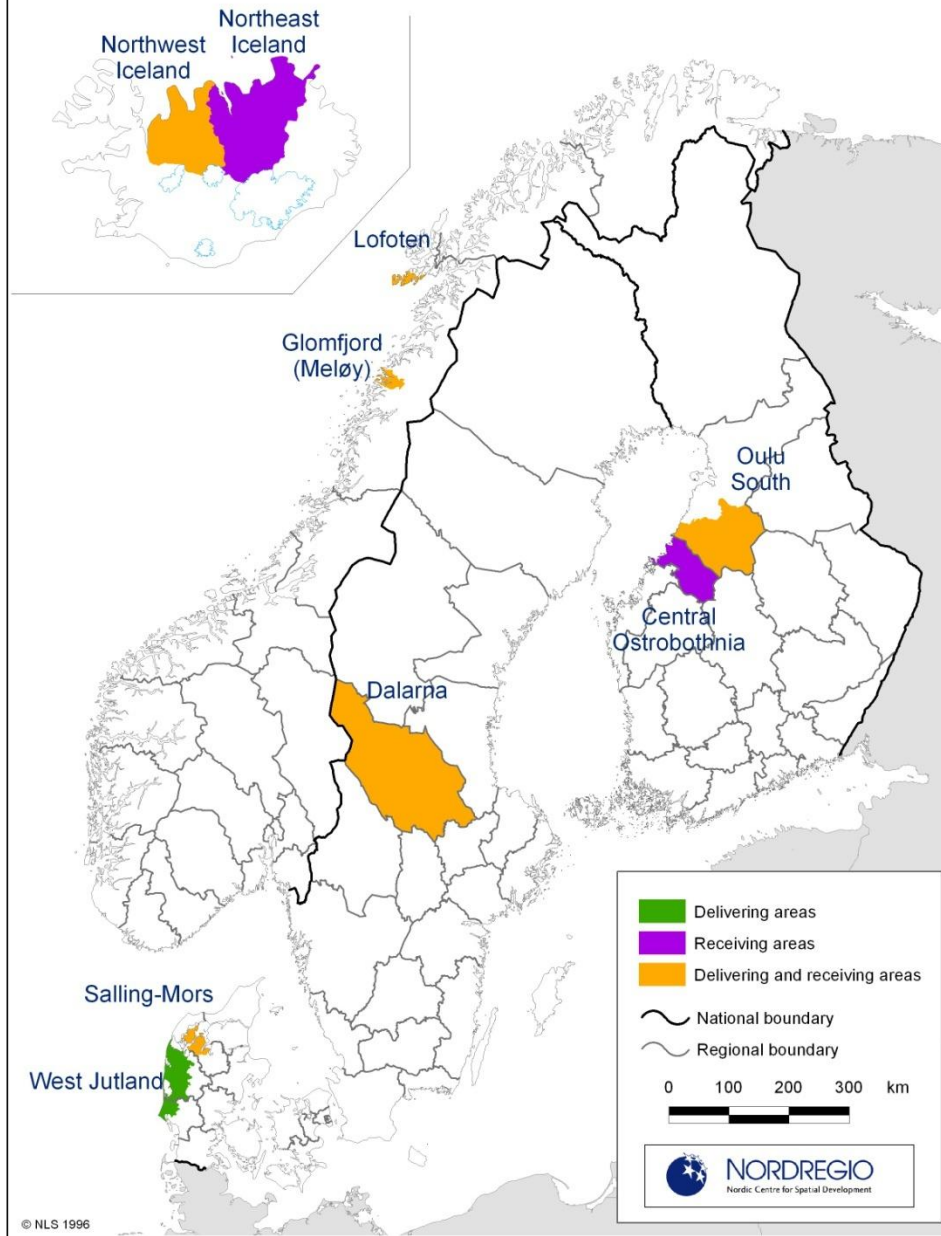 Northeast
Iceland
Northwest
Iceland
Lofoten
Glomfjord
(Meløy)
Oulu
South
Central
Ostrobothnia
Dalarna
Salling-Mors
West Jutland
Delivering areas
Receiving areas
Delivering and receiving areas
National boundary
Regional boundary
0 100 200 300 km
NORDREGIO
Nordic Centre for Spatial Development
© NLS 1996